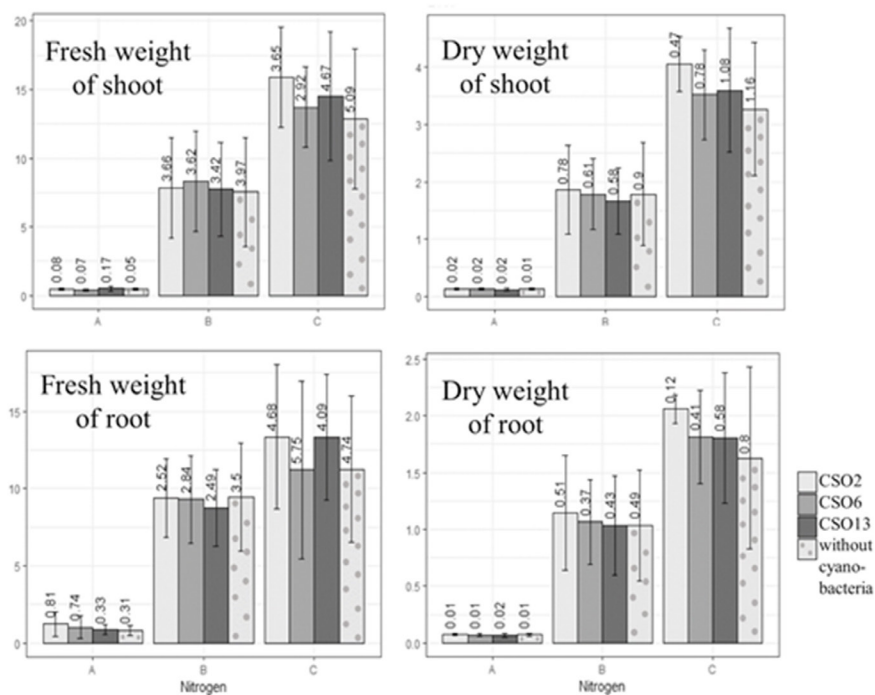 Fresh weight
of shoot
20
15
10
5
0
0.08
0.07
0.17
0.05
3.66
3.62
3.42
3.97
3.65
2.92
4.67
5.09
A
B
C
Dry weight
of shoot
4
3
2
1
0
0.02
0.02
0.02
0.01
0.78
0.61
0.58
0.9
0.47
0.78
1.08
1.16
A
B
C
Fresh weight
of root
15
10
5
0
0.81
0.74
0.33
0.31
2.52
2.84
2.49
3.5
4.68
5.75
4.09
4.74
A
B
C
Nitrogen
Dry weight
of root
2.5
2.0
1.5
1.0
0.5
0.0
0.01
0.01
0.02
0.01
0.51
0.37
0.43
0.49
0.12
0.41
0.58
0.8
A
B
C
Nitrogen
CSO2
CSO6
CSO13
without
cyano-
bacteria